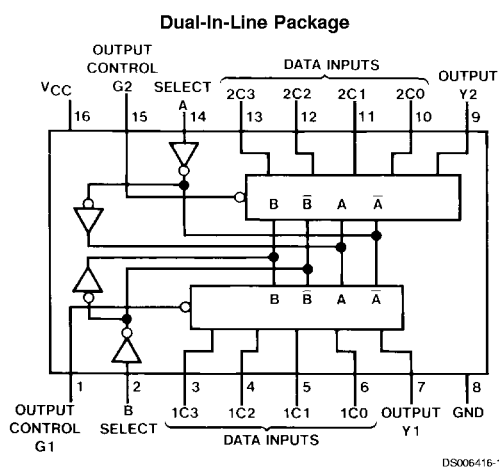 Dual-In-Line Package
OUTPUT
CONTROL
G2
SELECT
A
DATA INPUTS
OUTPUT
Y2
VCC
2C3 2C2 2C1 2C0
16 15 14 13 12 11 10 9
B B̅ A A̅
B B̅ A A̅
1 2 3 4 5 6 7 8
OUTPUT
CONTROL
G1
B
SELECT
1C3 1C2 1C1 1C0
DATA INPUTS
OUTPUT
Y1
GND
DS006416-1